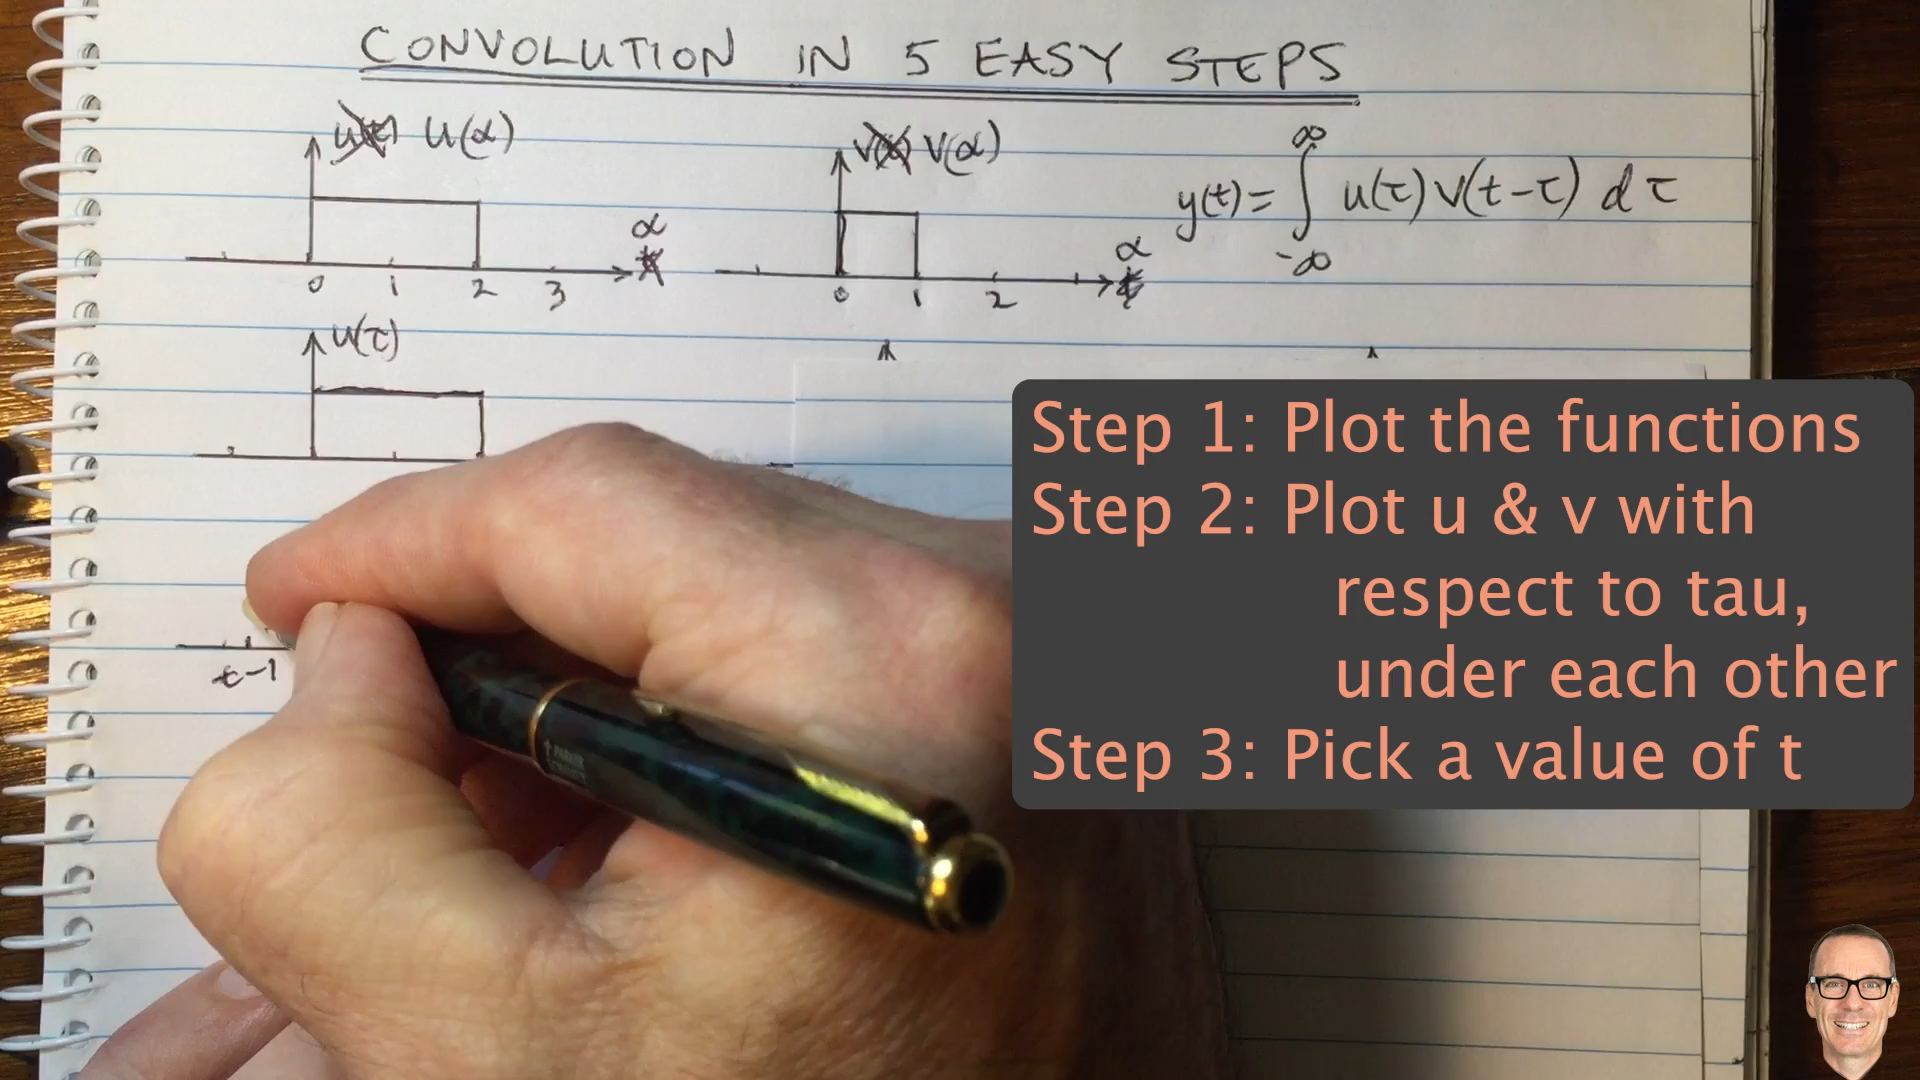 CONVOLUTION IN 5 EASY STEPS
u(t) u(α)
v(α)
y(t) = ∫ u(τ) v(t-τ) dτ
∞
-∞
α
0 1 2 3
α
0 1 2
u(τ)
t-1
Step 1: Plot the functions
Step 2: Plot u & v with
respect to tau,
under each other
Step 3: Pick a value of t
PARKER